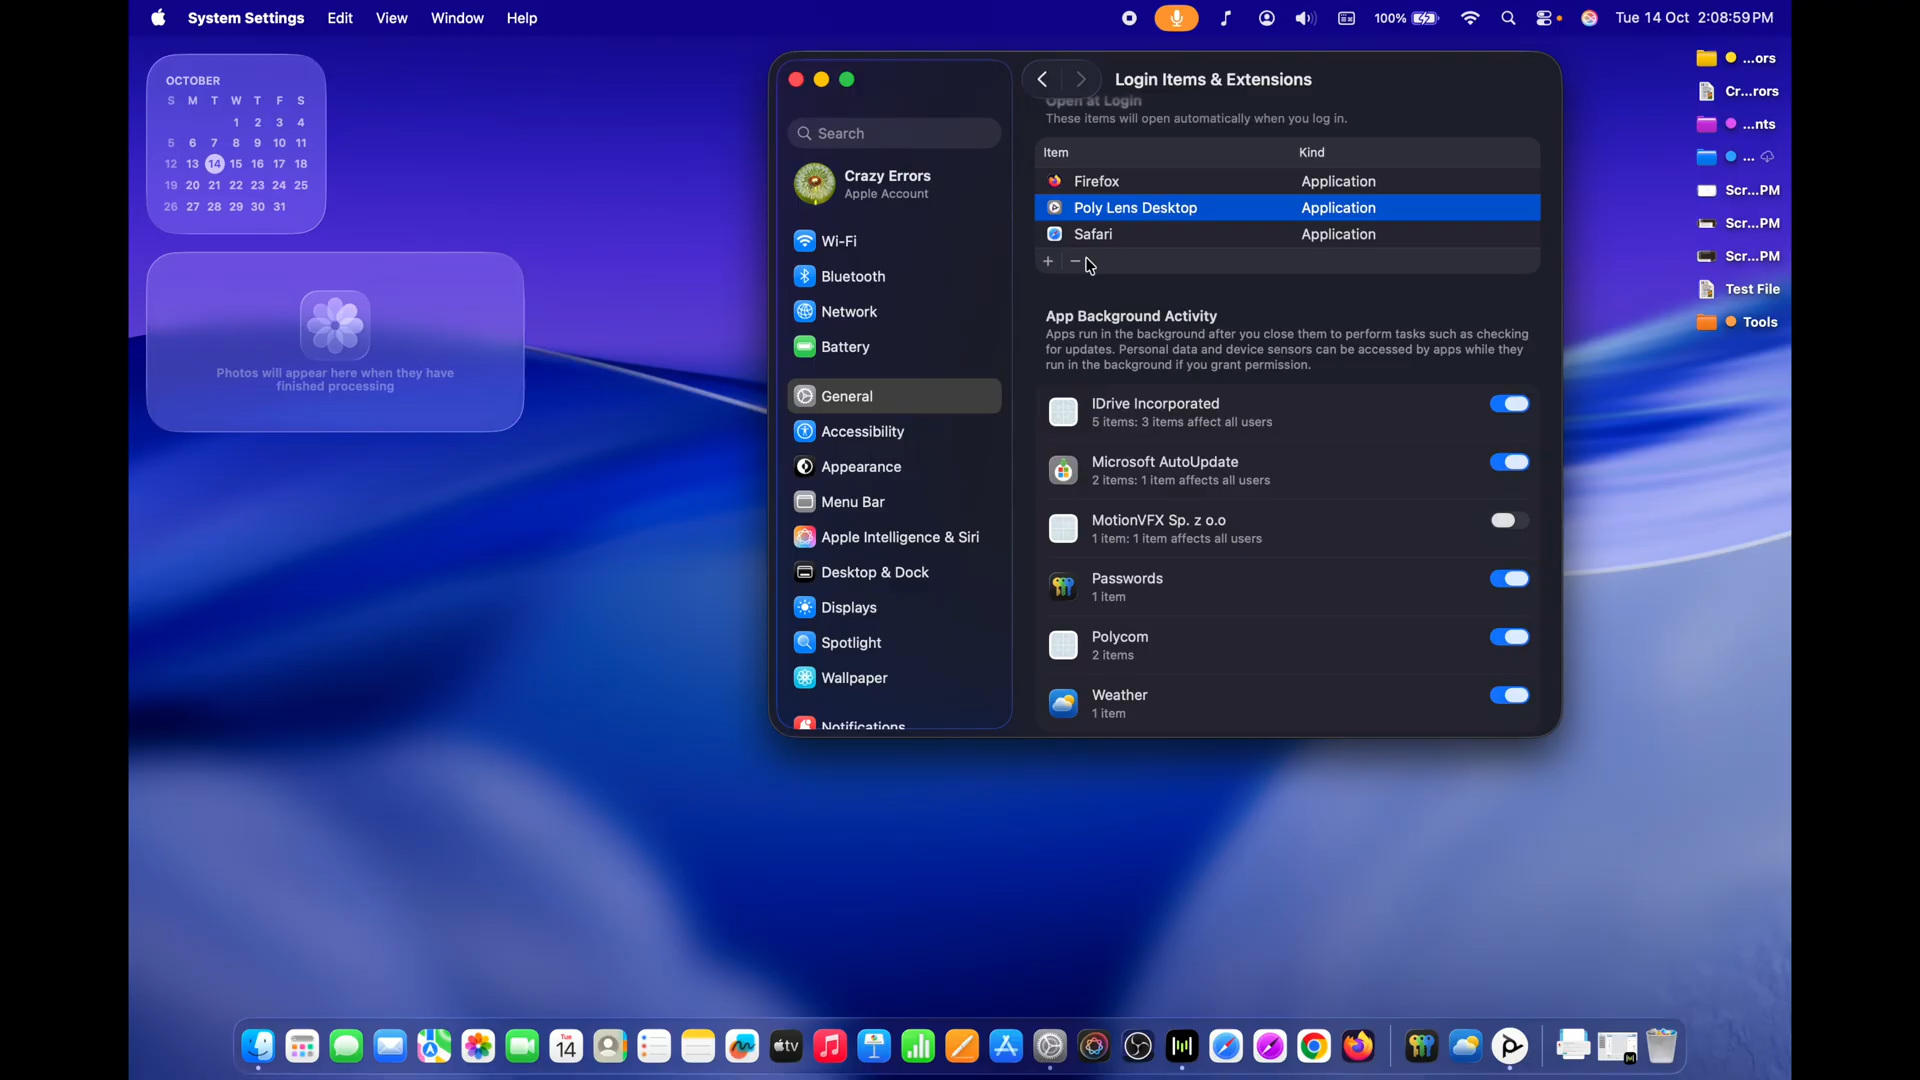 System Settings Edit View Window Help 100% Tue 14 Oct 2:08:59 PM
OCTOBER
S M T W T F S
1 2 3 4
5 6 7 8 9 10 11
12 13 14 15 16 17 18
19 20 21 22 23 24 25
26 27 28 29 30 31
Photos will appear here when they have
finished processing
...ors
Cr...rors
...nts
...
Scr...PM
Scr...PM
Scr...PM
Test File
Tools
Search
Crazy Errors
Apple Account
Wi-Fi
Bluetooth
Network
Battery
General
Accessibility
Appearance
Menu Bar
Apple Intelligence & Siri
Desktop & Dock
Displays
Spotlight
Wallpaper
Notifications
Login Items & Extensions
Open at Login
These items will open automatically when you log in.
Item Kind
Firefox Application
Poly Lens Desktop Application
Safari Application
+ −
App Background Activity
Apps run in the background after you close them to perform tasks such as checking
for updates. Personal data and device sensors can be accessed by apps while they
run in the background if you grant permission.
IDrive Incorporated
5 items: 3 items affect all users
Microsoft AutoUpdate
2 items: 1 item affects all users
MotionVFX Sp. z o.o
1 item: 1 item affects all users
Passwords
1 item
Polycom
2 items
Weather
1 item
Tue
14
tv